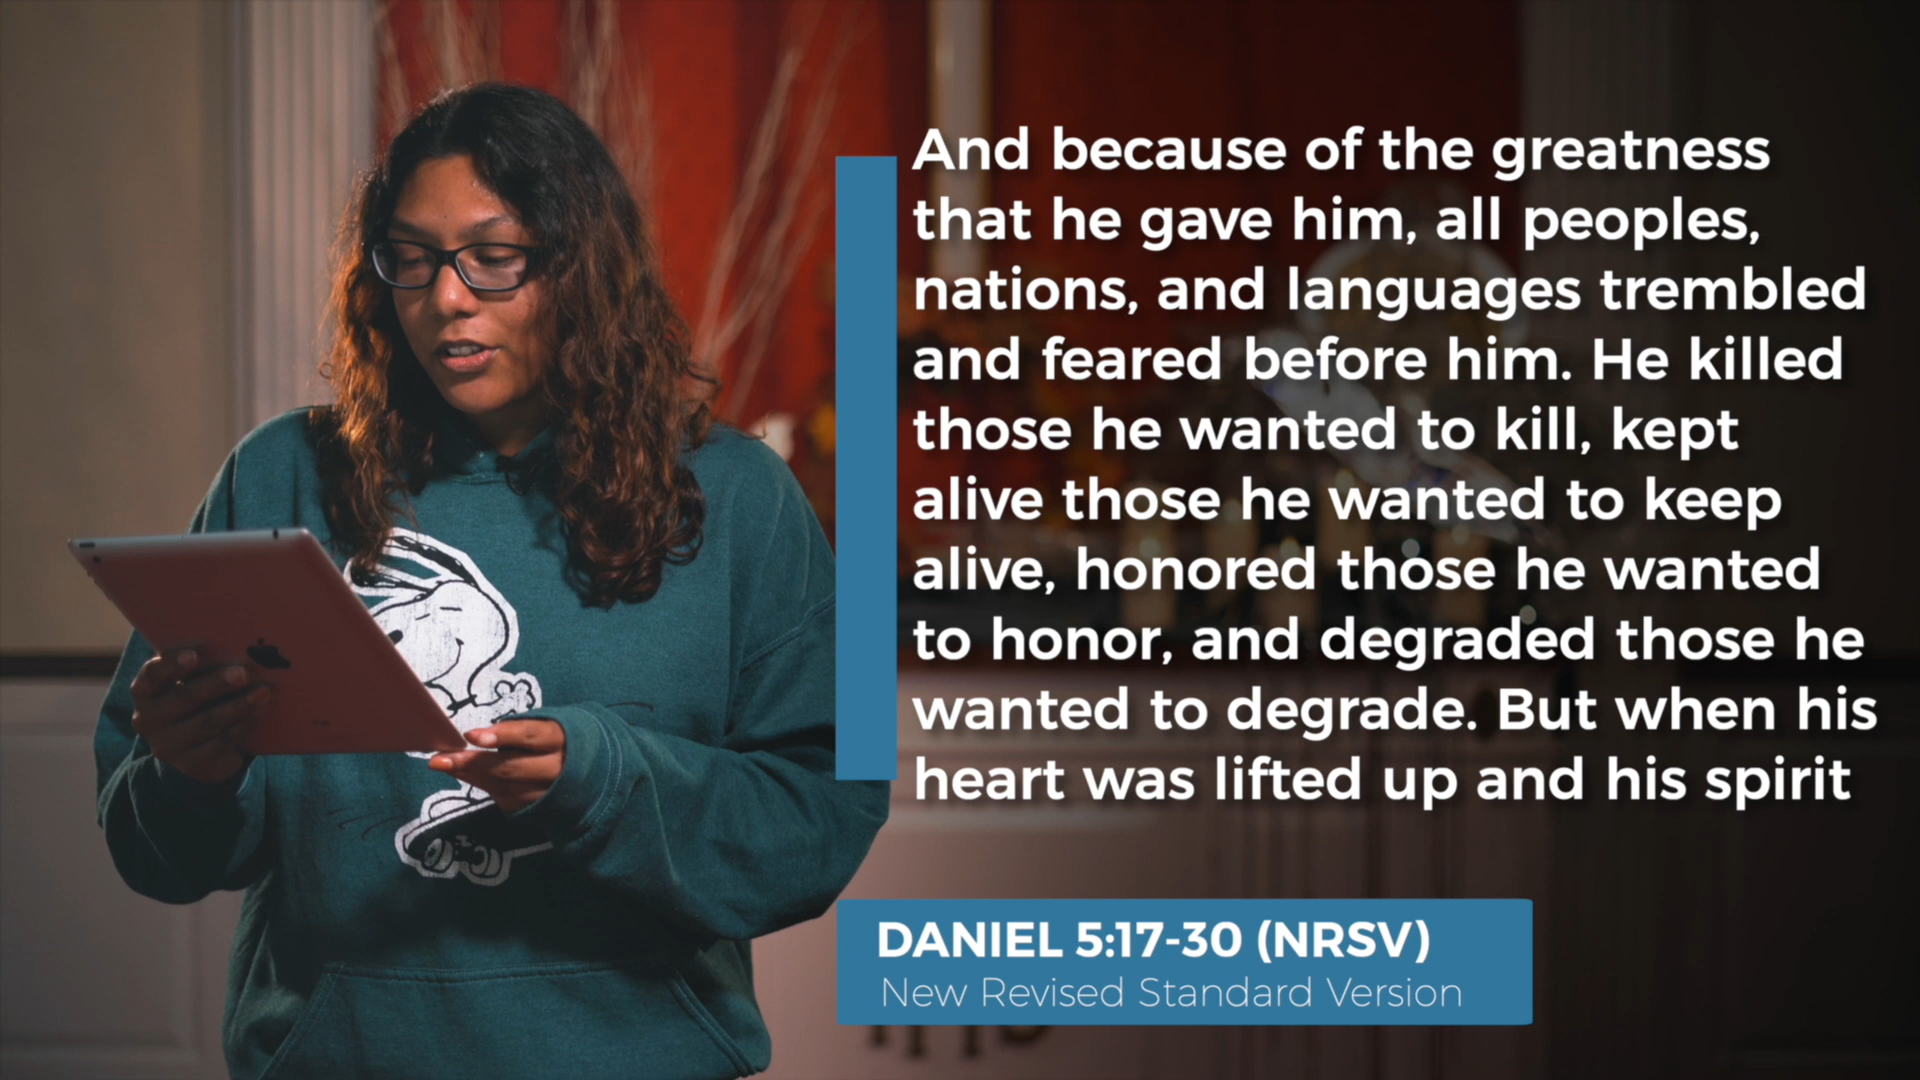 And because of the greatness
that he gave him, all peoples,
nations, and languages trembled
and feared before him. He killed
those he wanted to kill, kept
alive those he wanted to keep
alive, honored those he wanted
to honor, and degraded those he
wanted to degrade. But when his
heart was lifted up and his spirit
DANIEL 5:17-30 (NRSV)
New Revised Standard Version